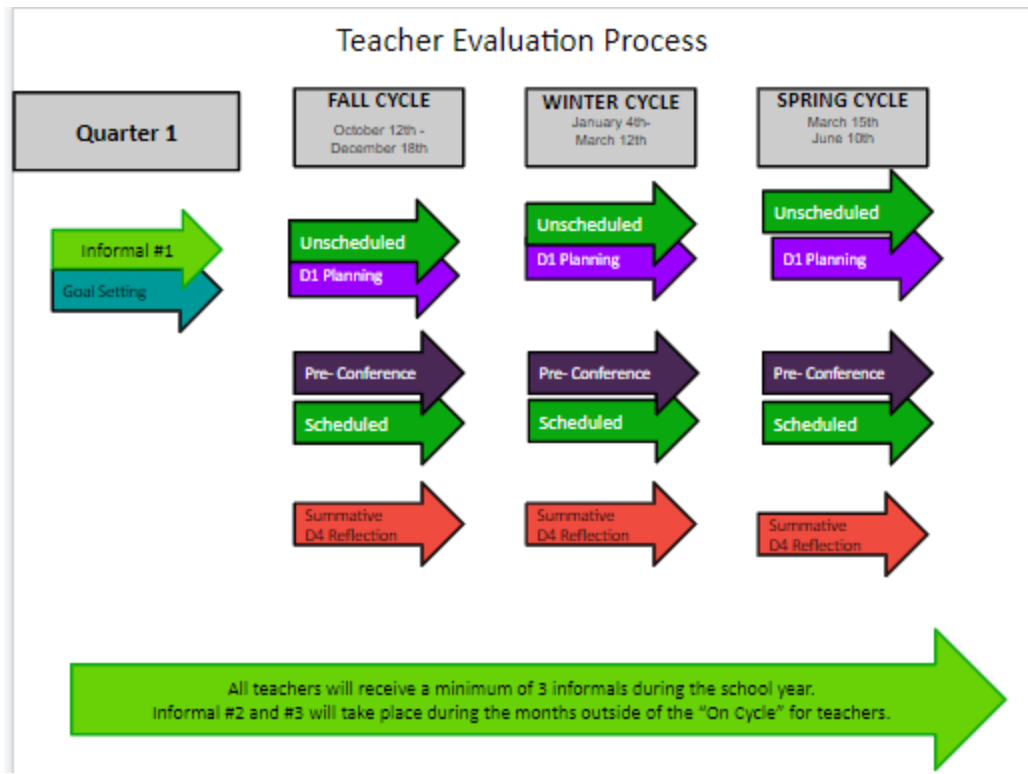 Teacher Evaluation Process
Quarter 1
FALL CYCLE
October 12th -
December 18th
WINTER CYCLE
January 4th-
March 12th
SPRING CYCLE
March 15th
June 10th
Informal #1
Goal Setting
Unscheduled
D1 Planning
Unscheduled
D1 Planning
Unscheduled
D1 Planning
Pre- Conference
Scheduled
Pre- Conference
Scheduled
Pre- Conference
Scheduled
Summative
D4 Reflection
Summative
D4 Reflection
Summative
D4 Reflection
All teachers will receive a minimum of 3 informals during the school year.
Informal #2 and #3 will take place during the months outside of the “On Cycle” for teachers.